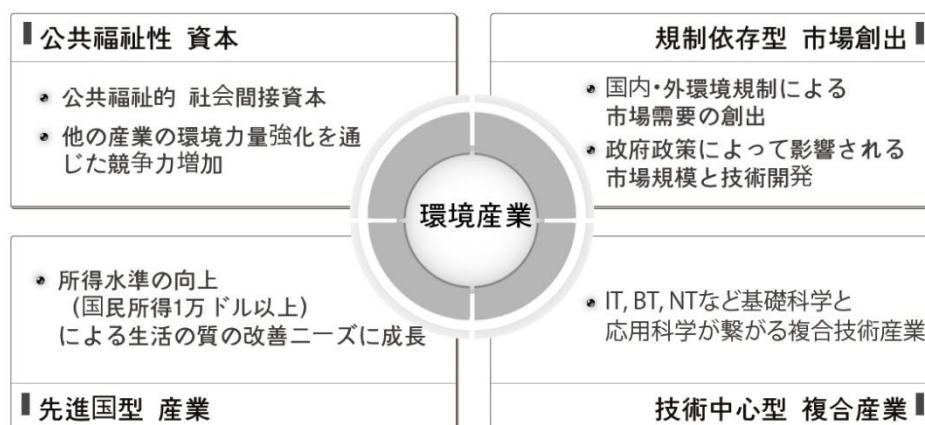 公共福祉性 資本
公共福祉的 社会間接資本
他の産業の環境力量強化を通
じた競争力増加
規制依存型 市場創出
国内・外環境規制による
市場需要の創出
政府政策によって影響される
市場規模と技術開発
環境産業
所得水準の向上
（国民所得1万ドル以上）
による生活の質の改善ニーズに成長
先進国型 産業
IT, BT, NTなど基礎科学と
応用科学が繋がる複合技術産業
技術中心型 複合産業